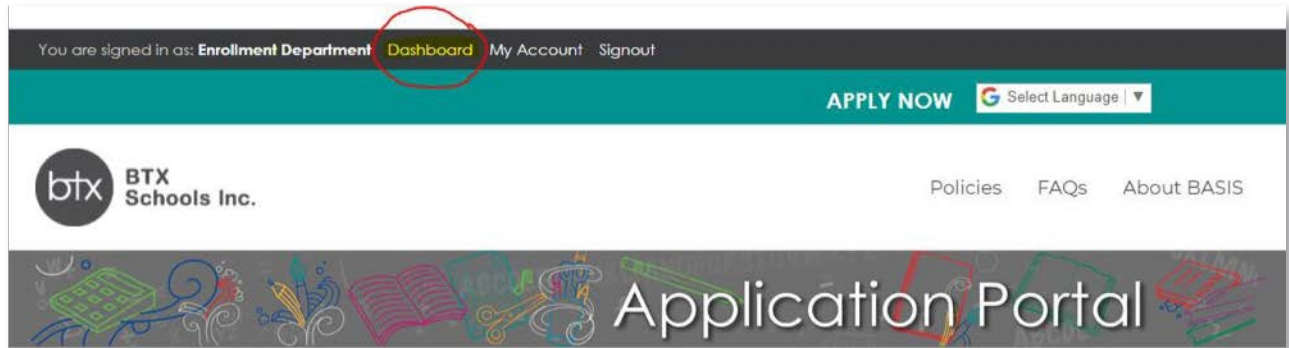 You are signed in as: Enrollment Department Dashboard My Account Signout
APPLY NOW G Select Language ▼
btx BTX
Schools Inc.
Policies FAQs About BASIS
Application Portal